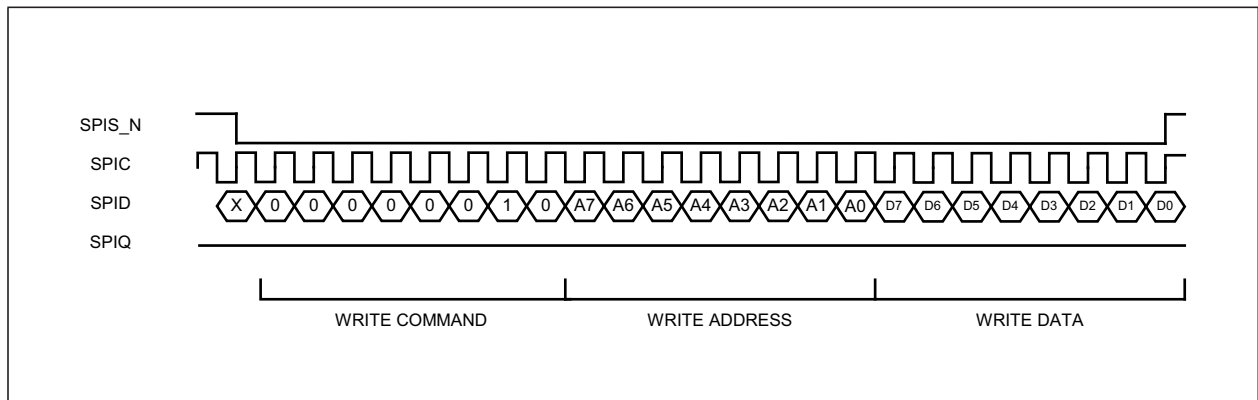 SPIS_N
SPIC
SPID X 0 0 0 0 0 0 1 0 A7 A6 A5 A4 A3 A2 A1 A0 D7 D6 D5 D4 D3 D2 D1 D0
SPIQ
WRITE COMMAND WRITE ADDRESS WRITE DATA